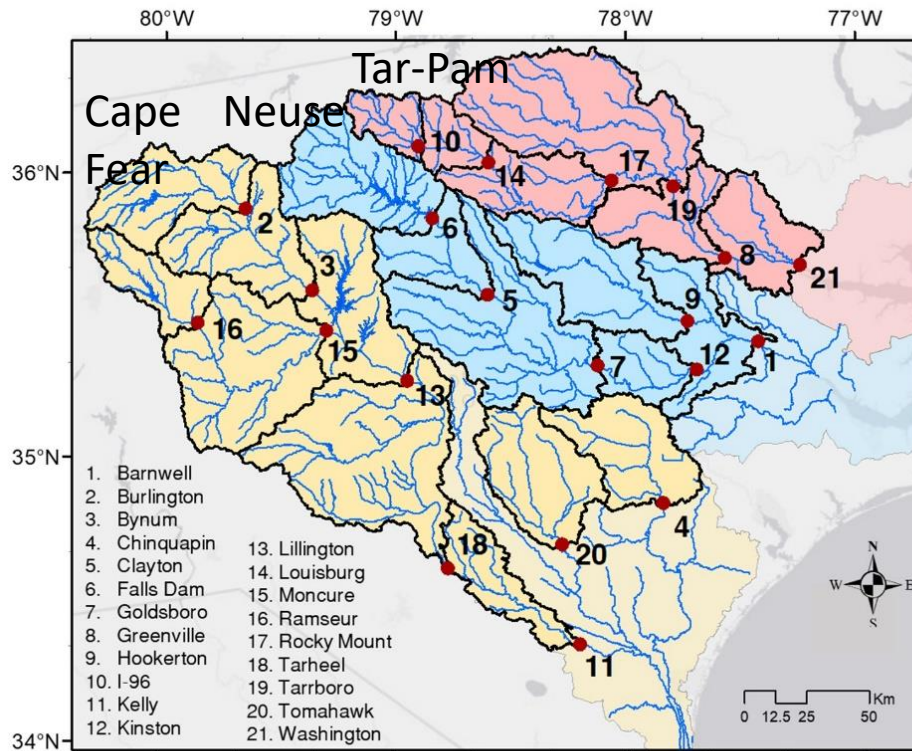 80°W 79°W 78°W 77°W
Tar-Pam
Cape Neuse
Fear
36°N
35°N
34°N
10
14
17
19
2
6
8
21
3
5
9
16
15
7
12
1
13
4
18
20
11
1. Barnwell
2. Burlington
3. Bynum
4. Chinquapin
5. Clayton
6. Falls Dam
7. Goldsboro
8. Greenville
9. Hookerton
10. I-96
11. Kelly
12. Kinston
13. Lillington
14. Louisburg
15. Moncure
16. Ramseur
17. Rocky Mount
18. Tarheel
19. Tarrboro
20. Tomahawk
21. Washington
N
W E
S
Km
0 12.5 25 50